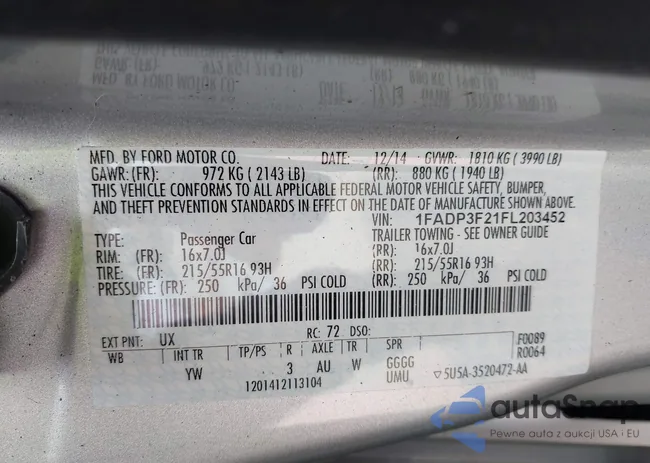 MFD. BY FORD MOTOR CO. DATE: 12/14 GVWR: 1810 KG ( 3990 LB)
GAWR: (FR): 972 KG ( 2143 LB) (RR): 880 KG ( 1940 LB)
THIS VEHICLE CONFORMS TO ALL APPLICABLE FEDERAL MOTOR VEHICLE SAFETY, BUMPER,
AND THEFT PREVENTION STANDARDS IN EFFECT ON THE DATE OF MANUFACTURE SHOWN ABOVE.
VIN: 1FADP3F21FL203452
TYPE: Passenger Car TRAILER TOWING - SEE OWNER GUIDE
RIM: (FR): 16x7.0J (RR): 16x7.0J
TIRE: (FR): 215/55R16 93H (RR): 215/55R16 93H
PRESSURE: (FR): 250 kPa/ 36 PSI COLD (RR): 250 kPa/ 36 PSI COLD
EXT PNT: UX RC: 72 DSO: F0089
WB INT TR TP/PS R AXLE TR SPR R0064
YW 3 AU W GGGG
UMU
1201412113104 5U5A-3520472-AA
autoSnap
Pewne auta z aukcji USA i EU